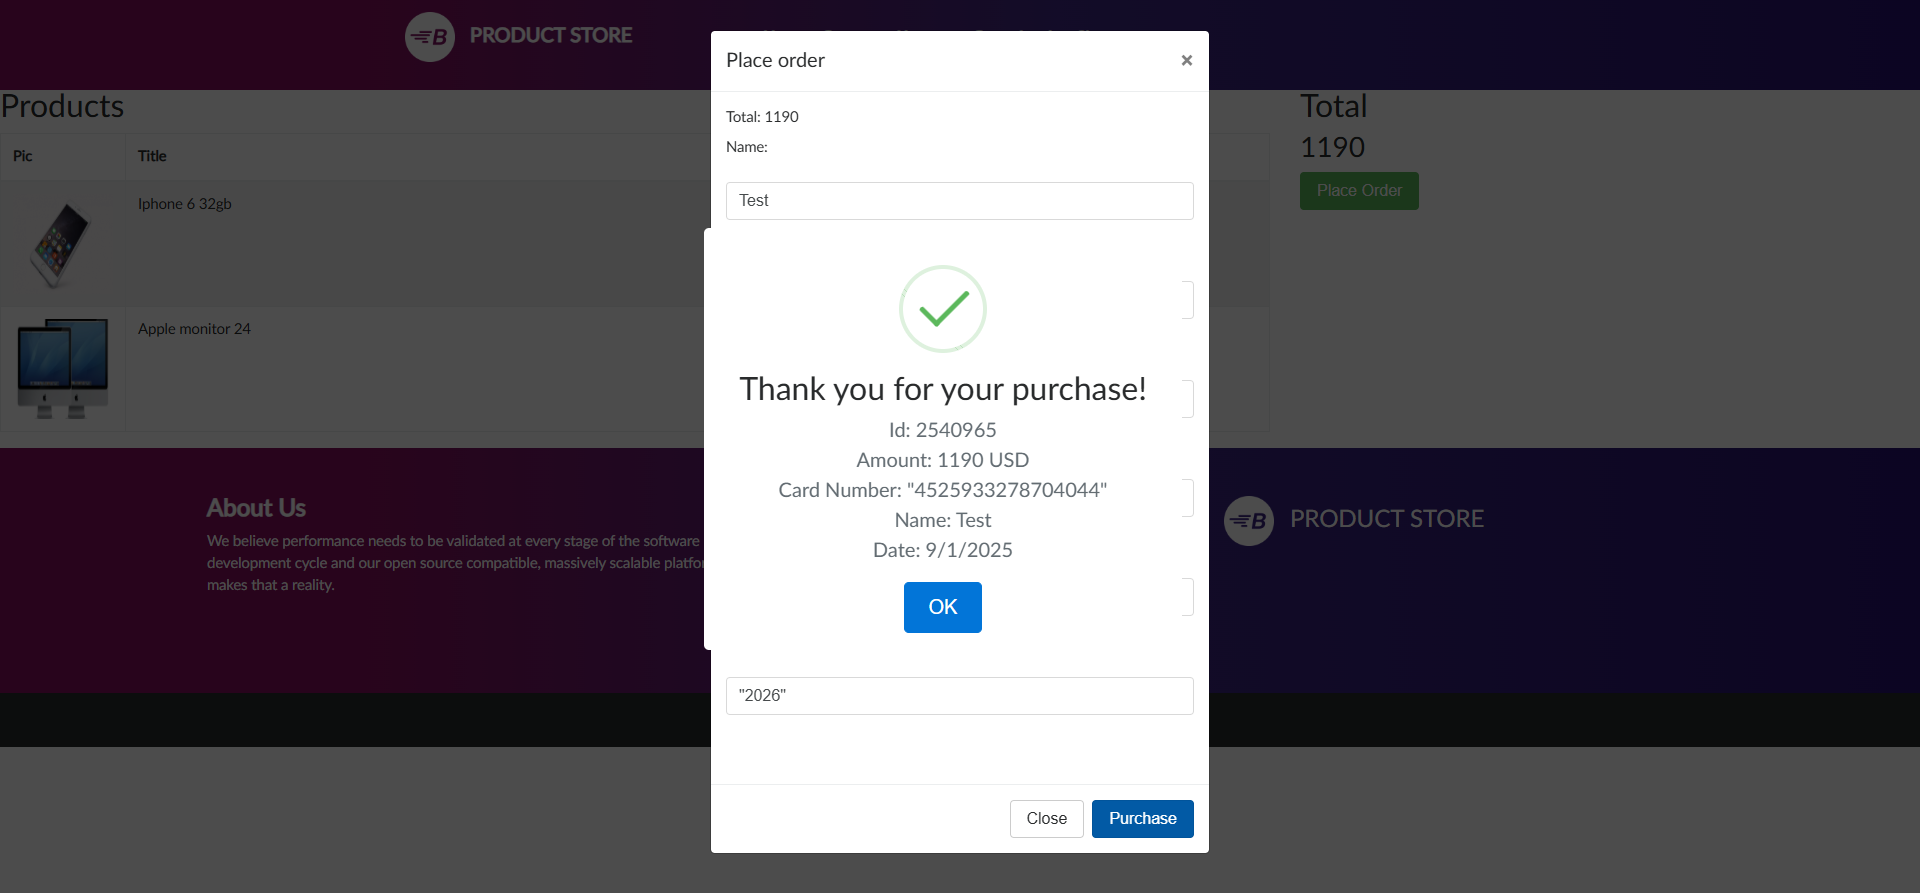 B PRODUCT STORE
Place order ×
Total: 1190
Name:
Test
Products
Pic Title
Iphone 6 32gb
Apple monitor 24
Total
1190
Place Order
Thank you for your purchase!
Id: 2540965
Amount: 1190 USD
Card Number: "4525933278704044"
Name: Test
Date: 9/1/2025
OK
"2026"
Close Purchase
About Us
We believe performance needs to be validated at every stage of the software
development cycle and our open source compatible, massively scalable
makes that a reality.
B PRODUCT STORE